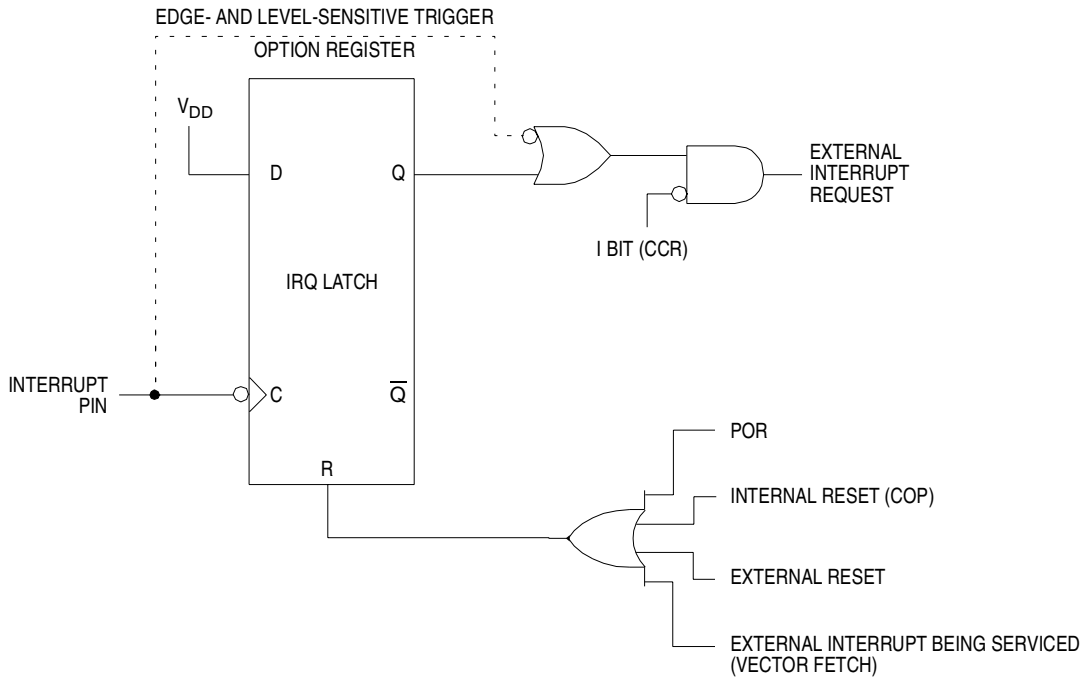 EDGE- AND LEVEL-SENSITIVE TRIGGER
OPTION REGISTER
VDD
D
Q
EXTERNAL
INTERRUPT
REQUEST
I BIT (CCR)
IRQ LATCH
INTERRUPT
PIN
C
Q̅
R
POR
INTERNAL RESET (COP)
EXTERNAL RESET
EXTERNAL INTERRUPT BEING SERVICED
(VECTOR FETCH)